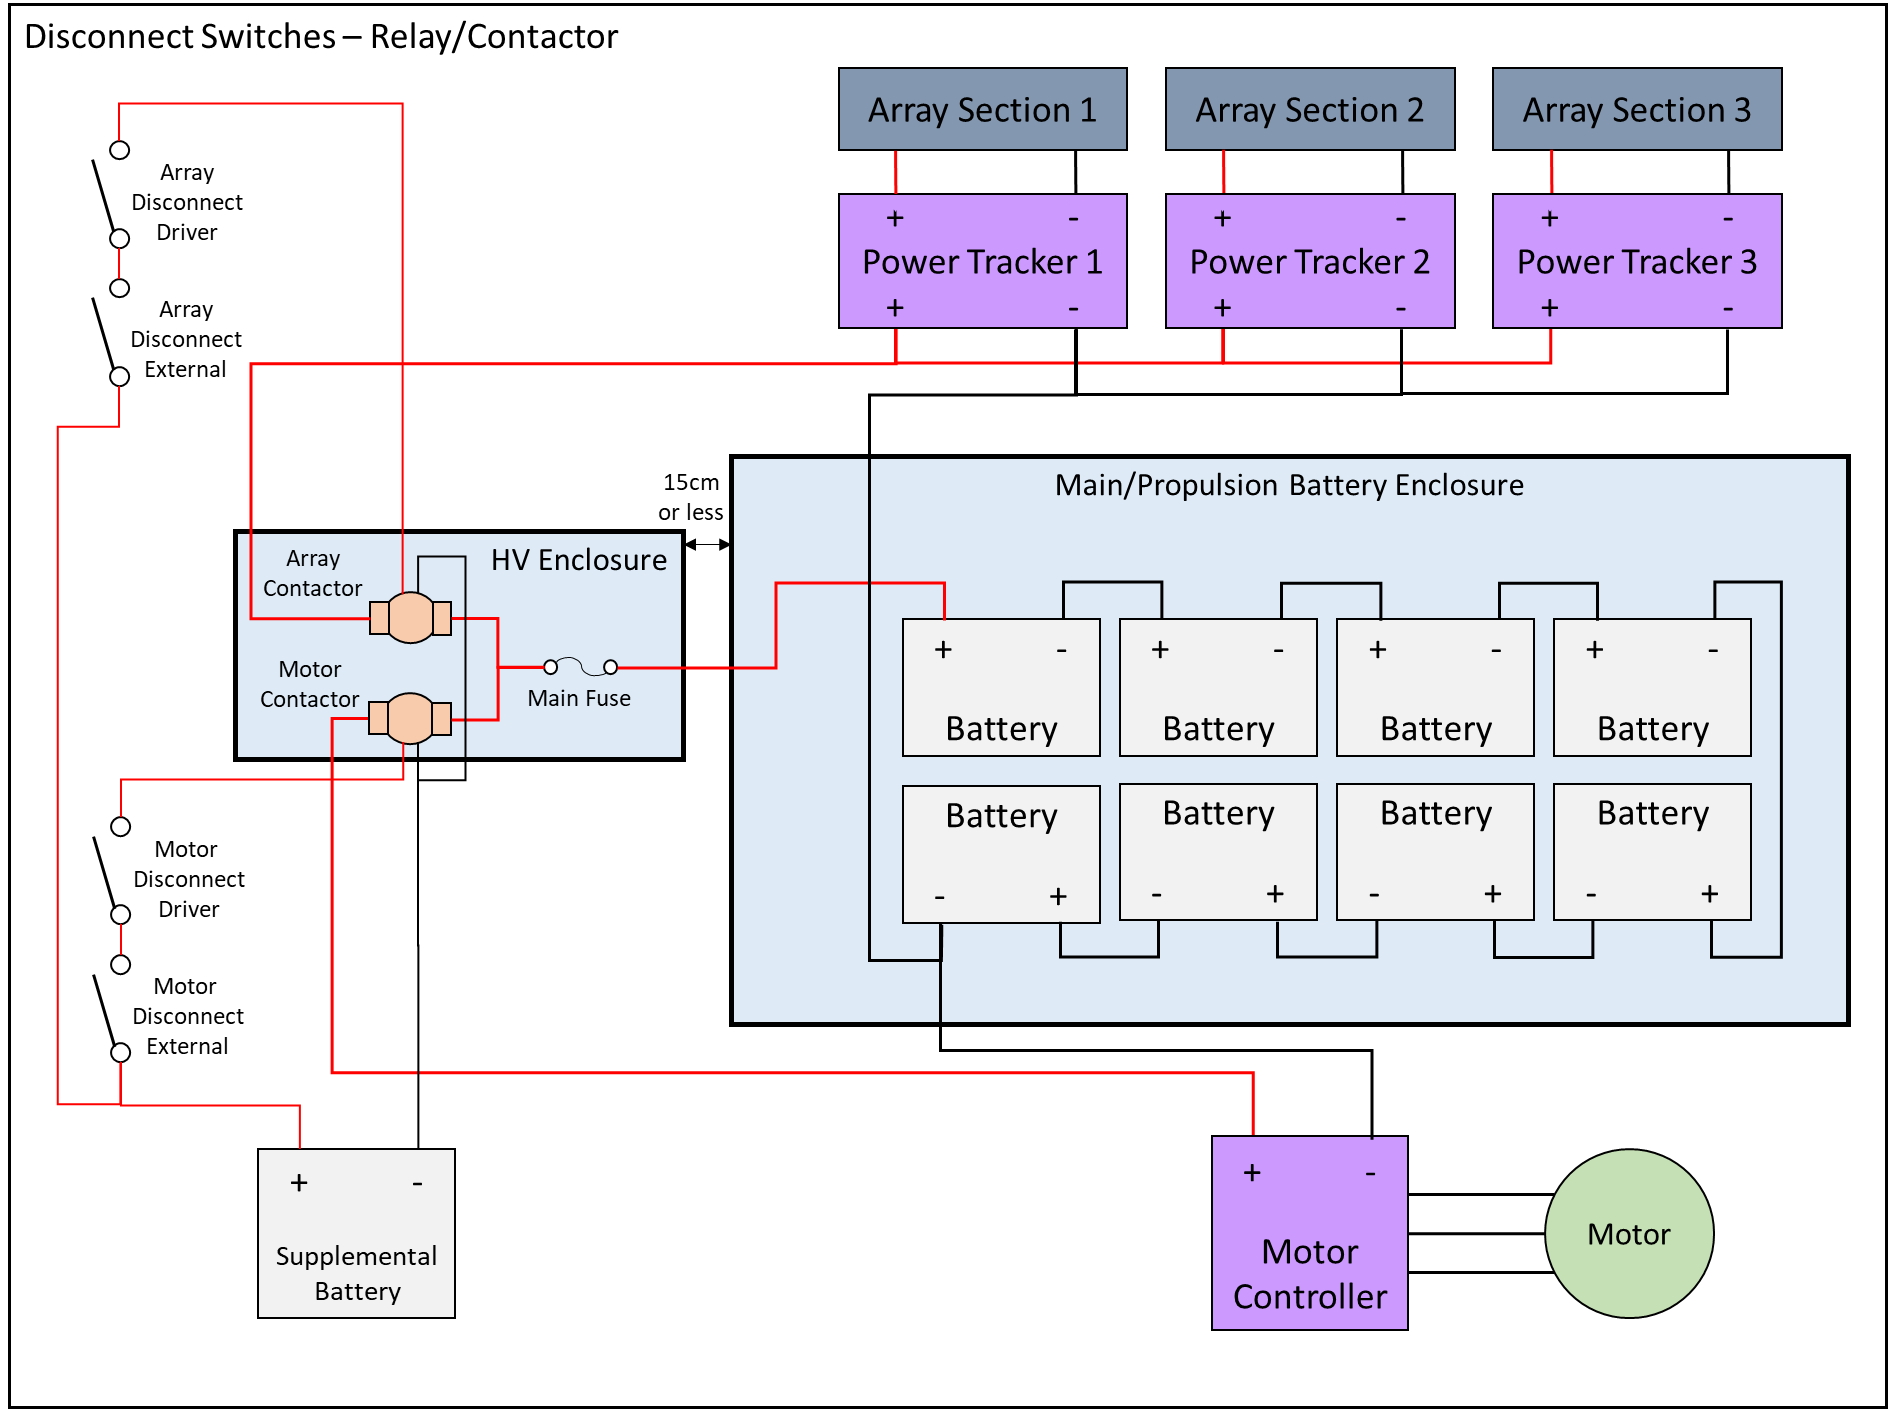 Disconnect Switches – Relay/Contactor
Array Section 1
Array Section 2
Array Section 3
+ -
Power Tracker 1
+ -
+ -
Power Tracker 2
+ -
+ -
Power Tracker 3
+ -
Array
Disconnect
Driver
Array
Disconnect
External
15cm
or less
Main/Propulsion Battery Enclosure
HV Enclosure
Array
Contactor
Motor
Contactor
Main Fuse
+ -
Battery
+ -
Battery
+ -
Battery
+ -
Battery
Battery
- +
Battery
- +
Battery
- +
Battery
- +
Motor
Disconnect
Driver
Motor
Disconnect
External
+ -
Supplemental
Battery
+ -
Motor
Controller
Motor